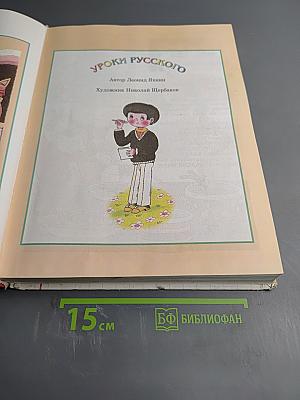 УРОКИ РУССКОГО
Автор Леонид Яхнин
Художник Николай Щербаков
15 см
БФ БИБЛИОФАН